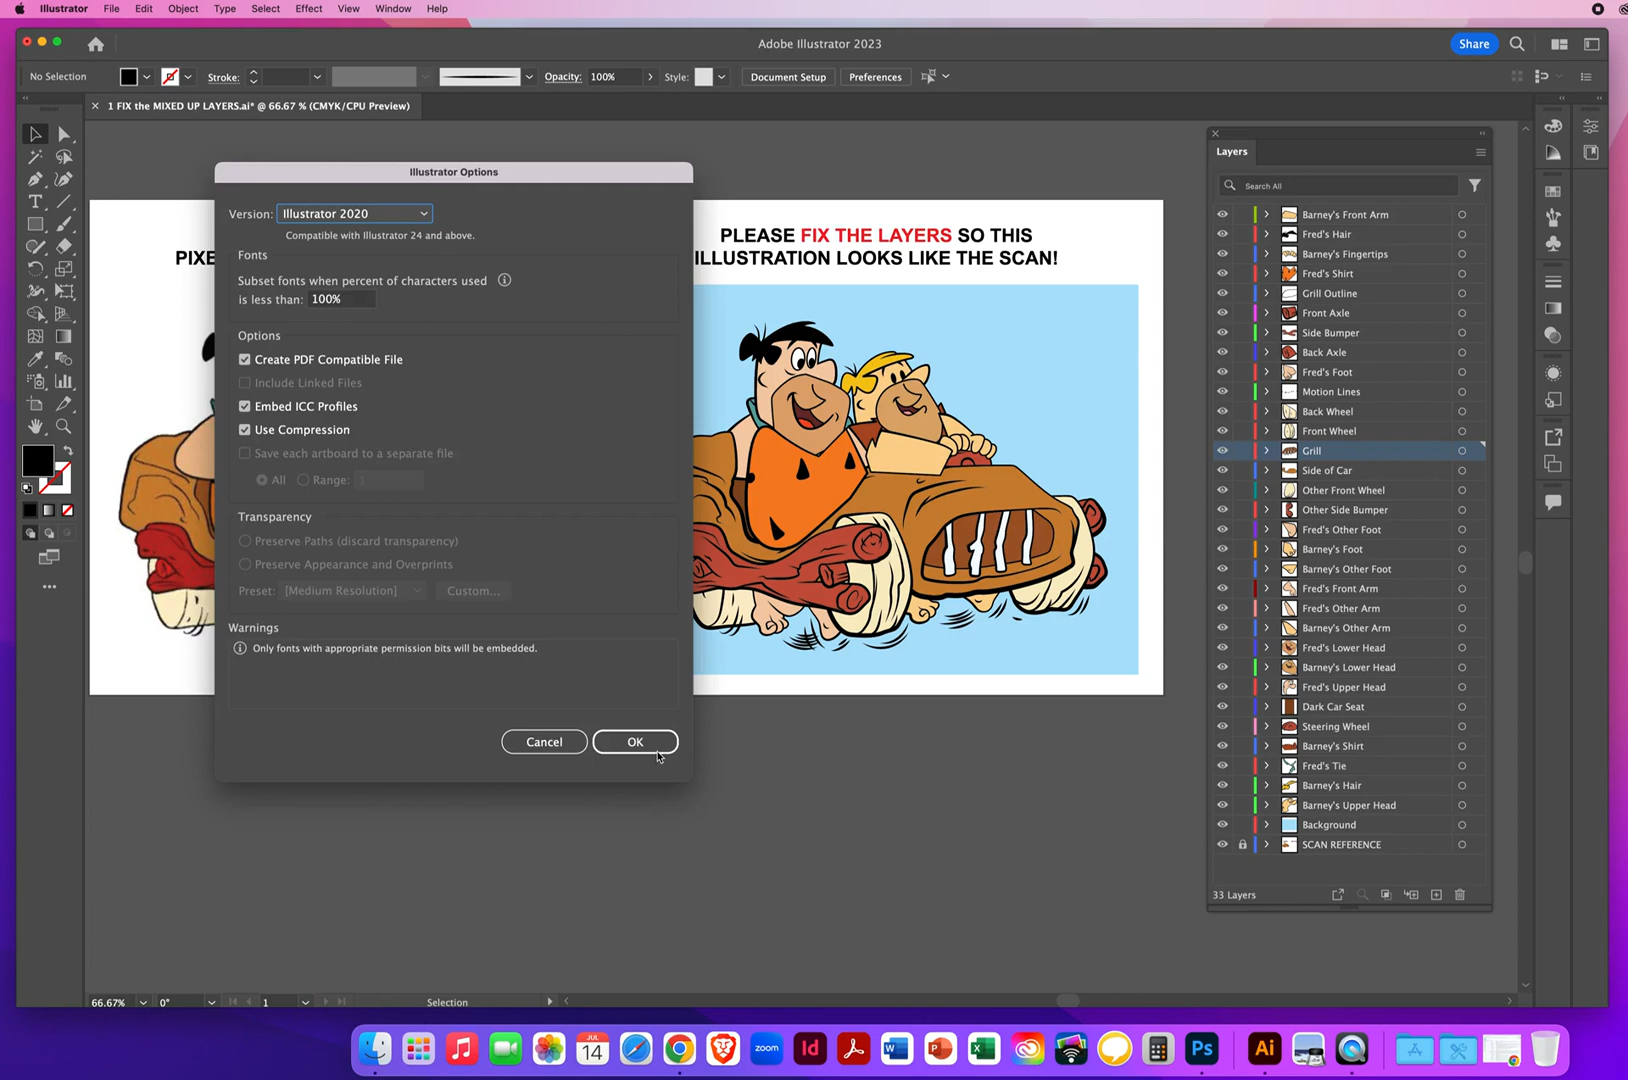 Illustrator File Edit Object Type Select Effect View Window Help
Adobe Illustrator 2023
Share
No Selection
Stroke:
Opacity: 100%
Style:
Document Setup
Preferences
1 FIX the MIXED UP LAYERS.ai* @ 66.67 % (CMYK/CPU Preview)
Illustrator Options
Version: Illustrator 2020
Compatible with Illustrator 24 and above.
Fonts
Subset fonts when percent of characters used
is less than: 100%
Options
Create PDF Compatible File
Include Linked Files
Embed ICC Profiles
Use Compression
Save each artboard to a separate file
All Range: 1
Transparency
Preserve Paths (discard transparency)
Preserve Appearance and Overprints
Preset: [Medium Resolution] Custom...
Warnings
Only fonts with appropriate permission bits will be embedded.
Cancel OK
PIXE
PLEASE FIX THE LAYERS SO THIS
ILLUSTRATION LOOKS LIKE THE SCAN!
Layers
Search All
Barney's Front Arm
Fred's Hair
Barney's Fingertips
Fred's Shirt
Grill Outline
Front Axle
Side Bumper
Back Axle
Fred's Foot
Motion Lines
Back Wheel
Front Wheel
Grill
Side of Car
Other Front Wheel
Other Side Bumper
Fred's Other Foot
Barney's Foot
Barney's Other Foot
Fred's Front Arm
Fred's Other Arm
Barney's Other Arm
Fred's Lower Head
Barney's Lower Head
Fred's Upper Head
Dark Car Seat
Steering Wheel
Barney's Shirt
Fred's Tie
Barney's Hair
Barney's Upper Head
Background
SCAN REFERENCE
33 Layers
66.67% 0° 1 Selection
JUL
14
zoom
Id
W
P
X
Ps
Ai